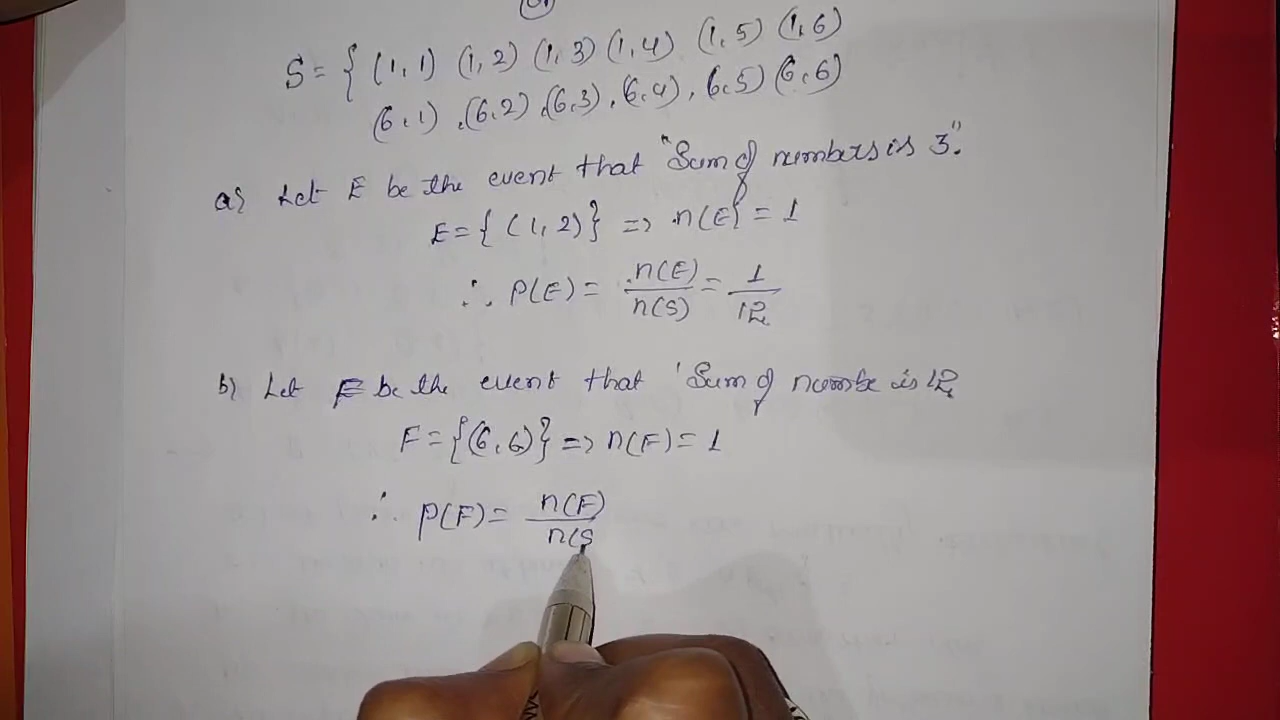 S = { (1,1) (1,2) (1,3) (1,4) (1,5) (1,6)
(6,1) ,(6,2) ,(6,3) ,(6,4) , (6,5) (6,6)
a) Let E be the event that "Sum of numbers is 3".
E = { (1,2) } => n(E) = 1
∴ P(E) = n(E)/n(S) = 1/12
b) Let F be the event that 'Sum of numbe is 12
F = {(6,6)} => n(F) = 1
∴ P(F) = n(F)/n(S